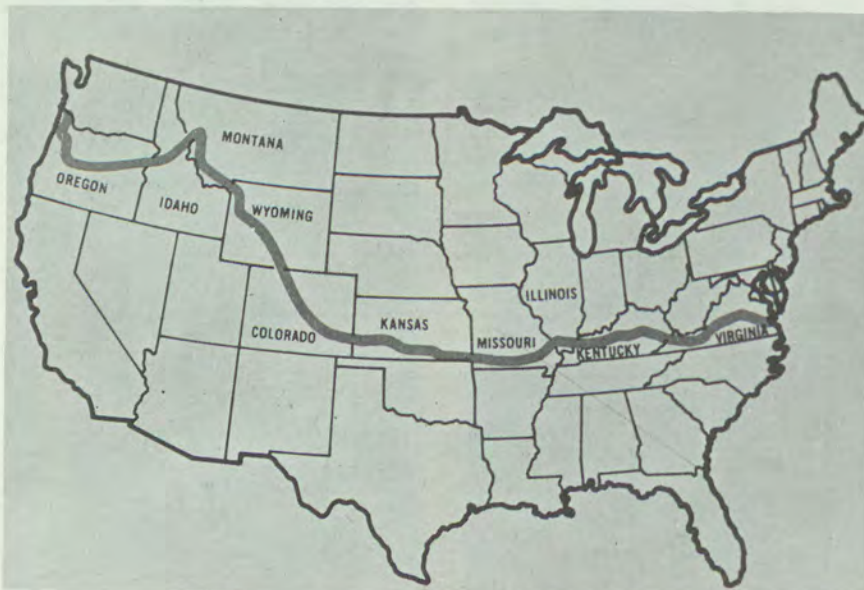 MONTANA
OREGON
IDAHO
WYOMING
ILLINOIS
COLORADO
KANSAS
MISSOURI
KENTUCKY
VIRGINIA